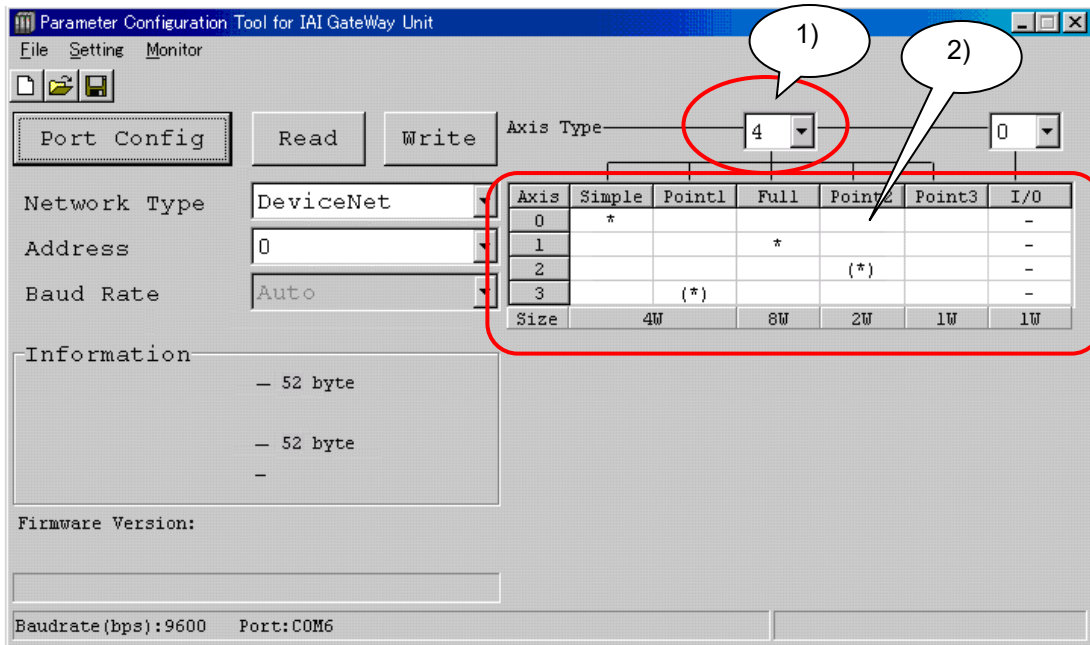 Parameter Configuration Tool for IAI GateWay Unit
File Setting Monitor
1)
2)
Port Config Read Write
Axis Type 4 0
Network Type DeviceNet
Address 0
Baud Rate Auto
Axis Simple Point1 Full Point2 Point3 I/O
0 * -
1 * -
2 (*) -
3 (*) -
Size 4W 8W 2W 1W 1W
Information
— 52 byte
— 52 byte
—
Firmware Version:
Baudrate(bps):9600 Port:COM6